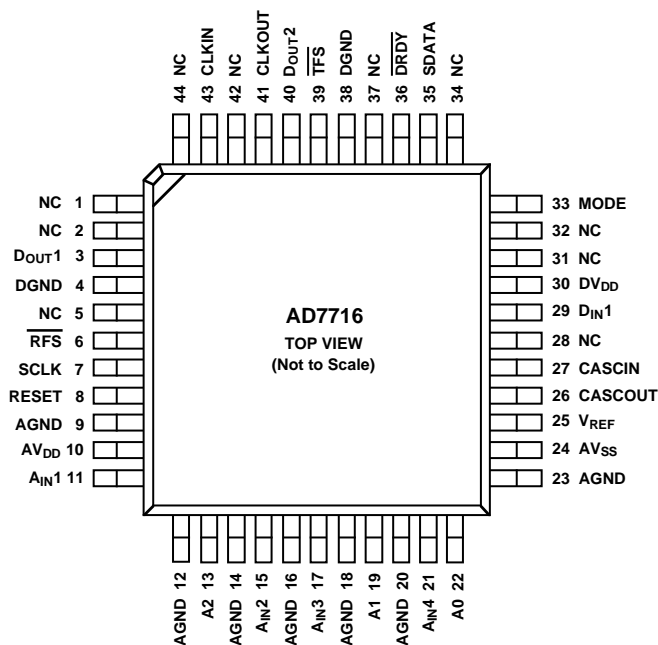 44 NC
43 CLKIN
42 NC
41 CLKOUT
40 DOUT2
39 T̅F̅S̅
38 DGND
37 NC
36 D̅R̅D̅Y̅
35 SDATA
34 NC
NC 1
NC 2
DOUT1 3
DGND 4
NC 5
R̅F̅S̅ 6
SCLK 7
RESET 8
AGND 9
AVDD 10
AIN1 11
AD7716
TOP VIEW
(Not to Scale)
33 MODE
32 NC
31 NC
30 DVDD
29 DIN1
28 NC
27 CASCIN
26 CASCOUT
25 VREF
24 AVSS
23 AGND
AGND 12
A2 13
AGND 14
AIN2 15
AGND 16
AIN3 17
AGND 18
A1 19
AGND 20
AIN4 21
A0 22